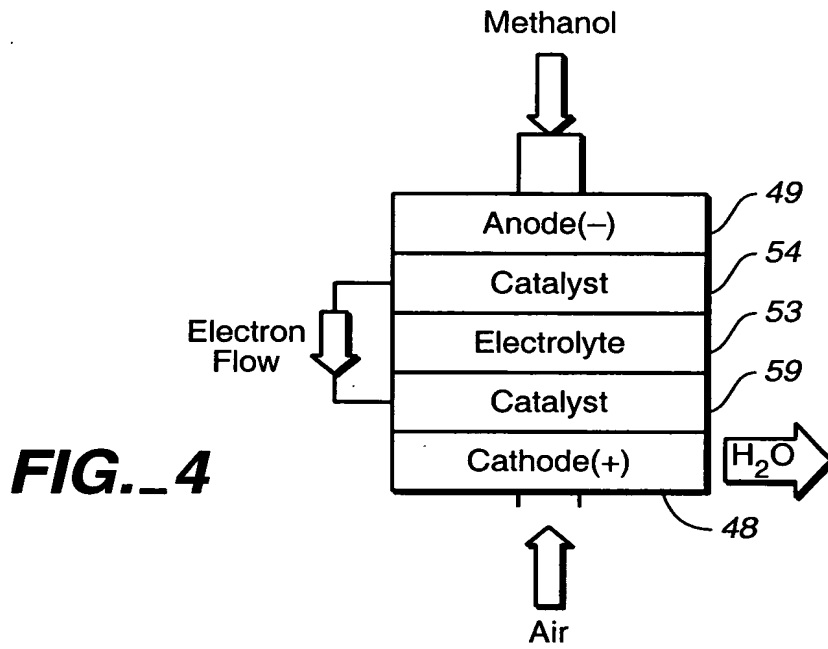 Methanol
Anode(–)
49
Catalyst
54
Electrolyte
53
Electron
Flow
Catalyst
59
Cathode(+)
H₂O
48
FIG._4
Air